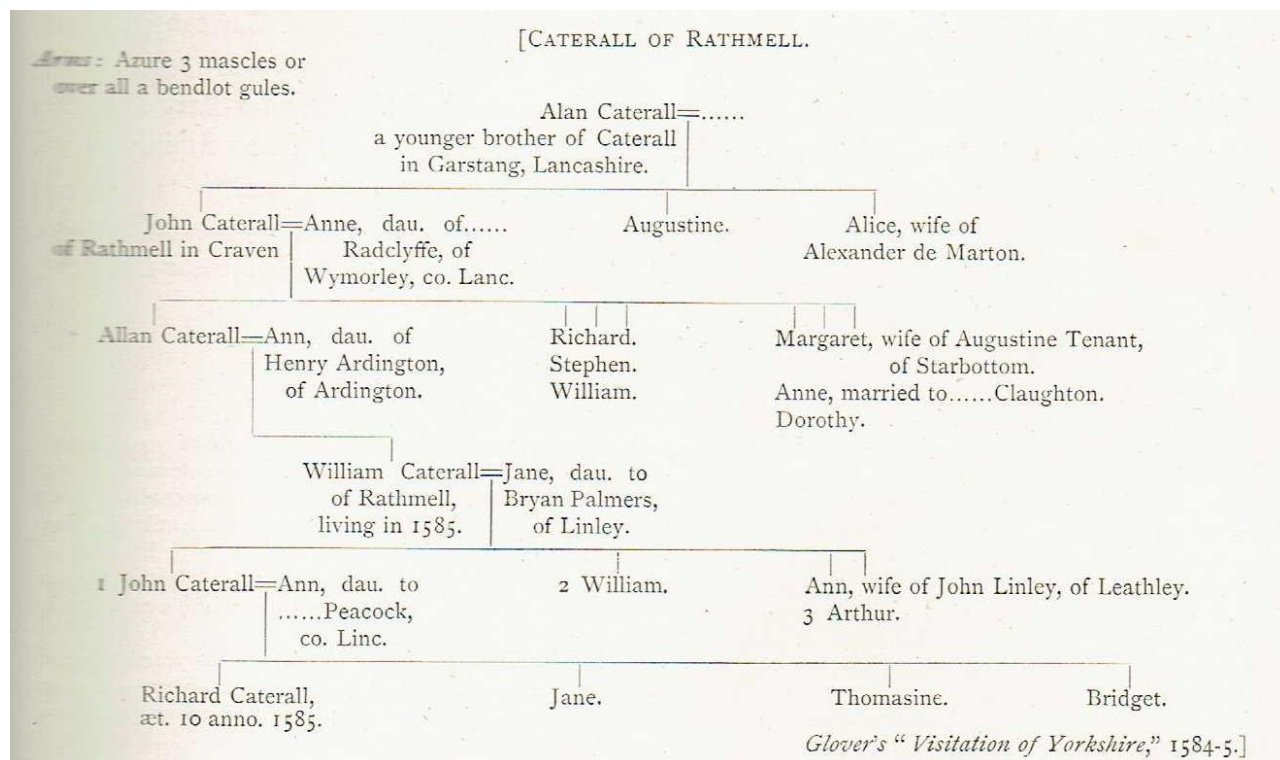 [CATERALL OF RATHMELL.
Arms: Azure 3 mascles or
over all a bendlot gules.
Alan Caterall=......
a younger brother of Caterall
in Garstang, Lancashire.
John Caterall=Anne, dau. of......
of Rathmell in Craven
Radclyffe, of
Wymorley, co. Lanc.
Augustine.
Alice, wife of
Alexander de Marton.
Allan Caterall=Ann, dau. of
Henry Ardington,
of Ardington.
Richard.
Stephen.
William.
Margaret, wife of Augustine Tenant,
of Starbottom.
Anne, married to......Claughton.
Dorothy.
William Caterall=Jane, dau. to
of Rathmell,
living in 1585.
Bryan Palmers,
of Linley.
1 John Caterall=Ann, dau. to
......Peacock,
co. Linc.
2 William.
Ann, wife of John Linley, of Leathley.
3 Arthur.
Richard Caterall,
æt. 10 anno. 1585.
Jane.
Thomasine.
Bridget.
Glover's "Visitation of Yorkshire," 1584-5.]